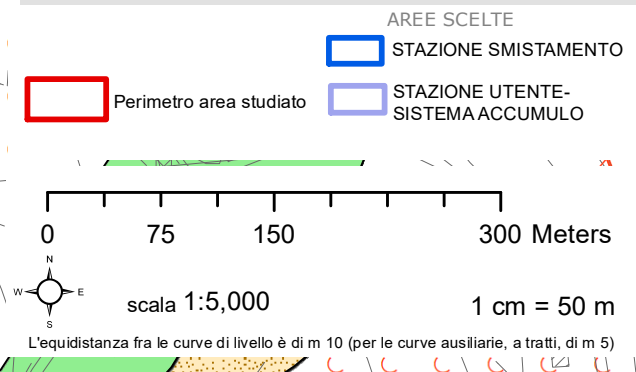 AREE SCELTE
STAZIONE SMISTAMENTO
Perimetro area studiato
STAZIONE UTENTE-
SISTEMA ACCUMULO
0 75 150 300 Meters
N
W E
S
scala 1:5,000
1 cm = 50 m
L'equidistanza fra le curve di livello è di m 10 (per le curve ausiliarie, a tratti, di m 5)